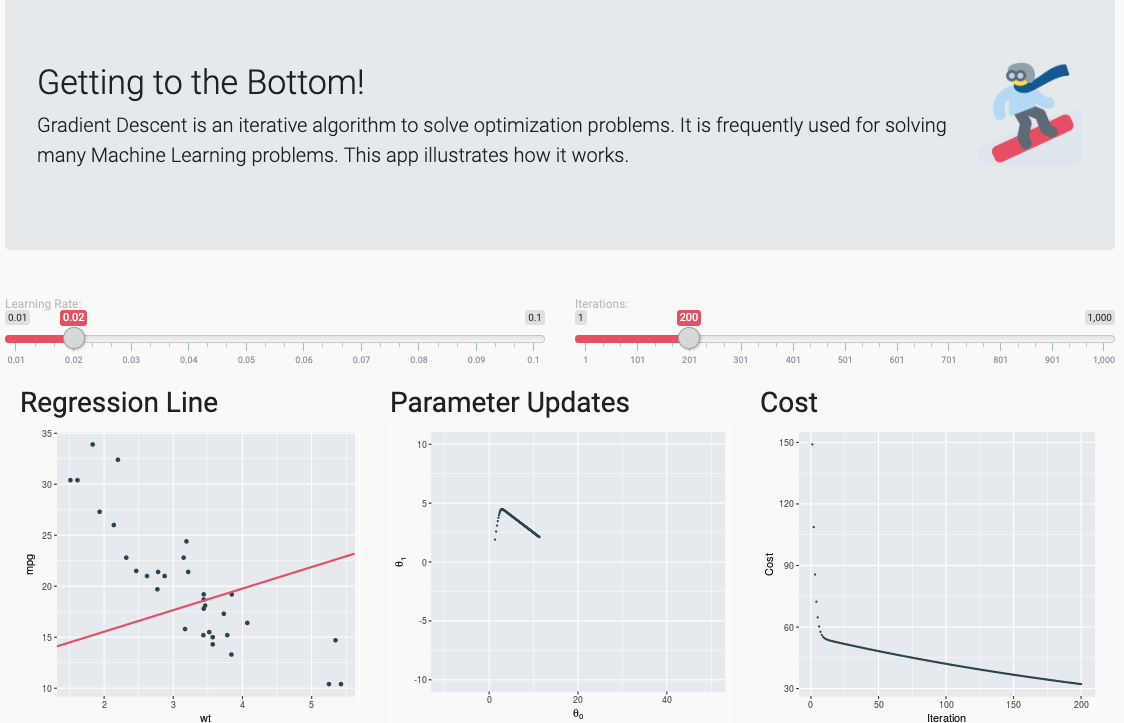 Getting to the Bottom!
Gradient Descent is an iterative algorithm to solve optimization problems. It is frequently used for solving
many Machine Learning problems. This app illustrates how it works.
Learning Rate:
0.01 0.02 0.1
0.01 0.02 0.03 0.04 0.05 0.06 0.07 0.08 0.09 0.1
Iterations:
1 200 1,000
1 101 201 301 401 501 601 701 801 901 1,000
Regression Line
35
30
25
20
15
10
mpg
2 3 4 5
wt
Parameter Updates
10
5
0
-5
-10
θ₁
0 20 40
θ₀
Cost
150
120
90
60
30
Cost
0 50 100 150 200
Iteration